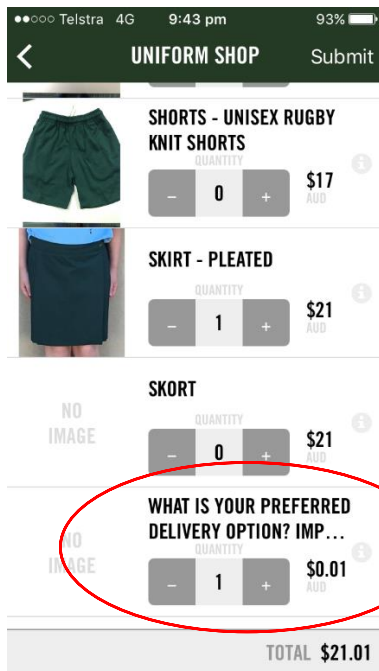 ●●○○○ Telstra 4G 9:43 pm 93%
UNIFORM SHOP Submit
SHORTS - UNISEX RUGBY
KNIT SHORTS
QUANTITY
- 0 + $17
AUD
SKIRT - PLEATED
QUANTITY
- 1 + $21
AUD
SKORT
NO
IMAGE
QUANTITY
- 0 + $21
AUD
WHAT IS YOUR PREFERRED
DELIVERY OPTION? IMP...
NO
IMAGE
QUANTITY
- 1 + $0.01
AUD
TOTAL $21.01